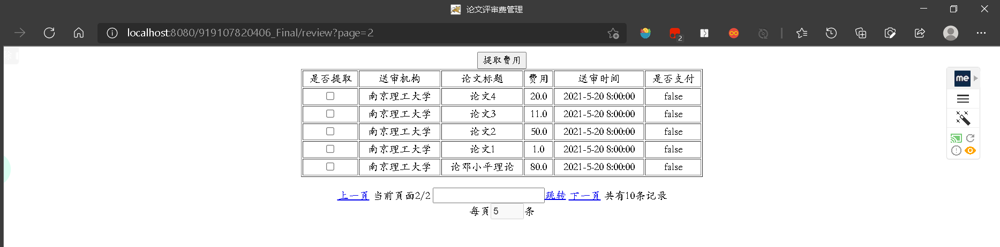 论文评审费管理
localhost:8080/919107820406_Final/review?page=2
2
除
提取费用
me
是否提取 送审机构 论文标题 费用 送审时间 是否支付
南京理工大学 论文4 20.0 2021-5-20 8:00:00 false
南京理工大学 论文3 11.0 2021-5-20 8:00:00 false
南京理工大学 论文2 50.0 2021-5-20 8:00:00 false
南京理工大学 论文1 1.0 2021-5-20 8:00:00 false
南京理工大学 论邓小平理论 80.0 2021-5-20 8:00:00 false
上一页 当前页面2/2 跳转 下一页 共有10条记录
每页 5 条